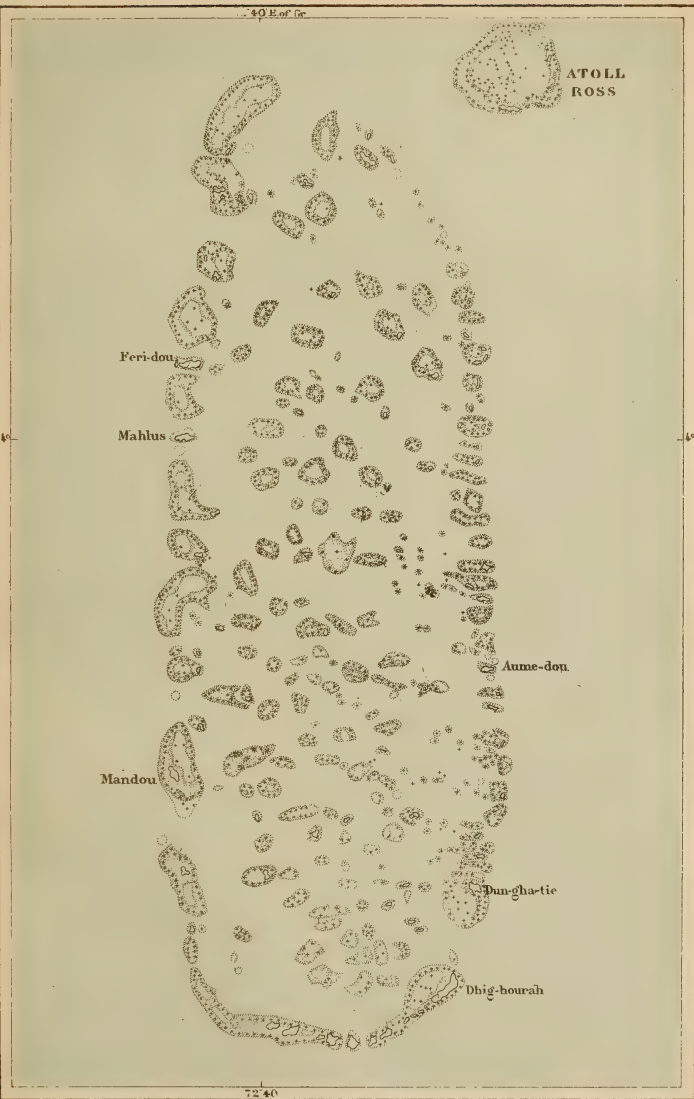 40 E of Gr
ATOLL
ROSS
Feri-dou
Mahlus
4°
4°
Aume-dou
Mandou
Dun-gha-tie
Dhig-hourah
72°40